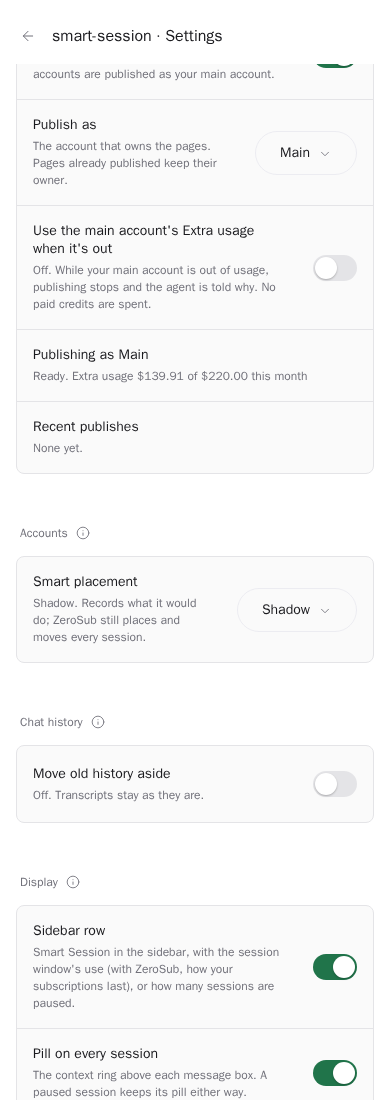 smart-session · Settings
accounts are published as your main account.
Publish as
The account that owns the pages.
Pages already published keep their
owner.
Main
Use the main account's Extra usage
when it's out
Off. While your main account is out of usage,
publishing stops and the agent is told why. No
paid credits are spent.
Publishing as Main
Ready. Extra usage $139.91 of $220.00 this month
Recent publishes
None yet.
Accounts
Smart placement
Shadow. Records what it would
do; ZeroSub still places and
moves every session.
Shadow
Chat history
Move old history aside
Off. Transcripts stay as they are.
Display
Sidebar row
Smart Session in the sidebar, with the session
window's use (with ZeroSub, how your
subscriptions last), or how many sessions are
paused.
Pill on every session
The context ring above each message box. A
paused session keeps its pill either way.